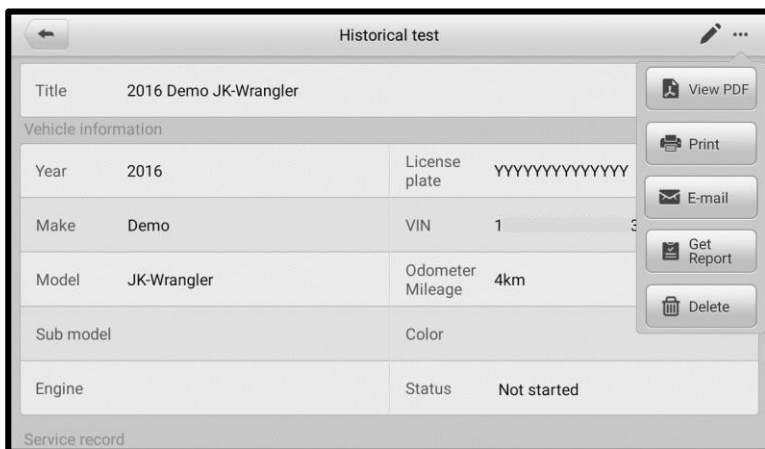 Historical test
Title 2016 Demo JK-Wrangler
View PDF
Vehicle information
Print
Year 2016 License plate YYYYYYYYYYYYYY
E-mail
Make Demo VIN 1 3
Get Report
Model JK-Wrangler Odometer Mileage 4km
Delete
Sub model Color
Engine Status Not started
Service record